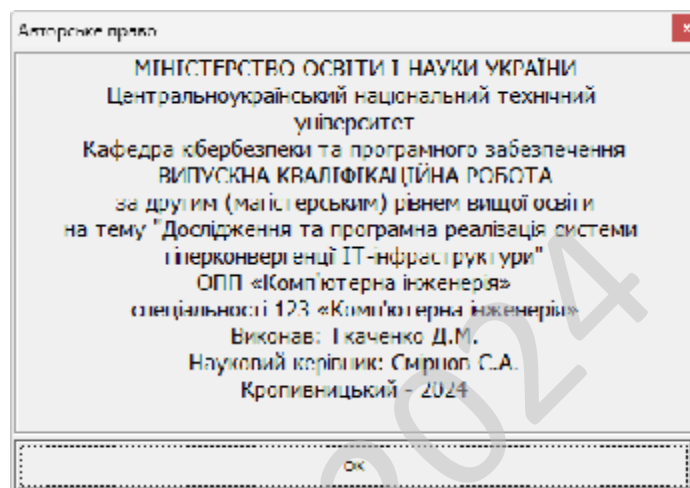 Авторське право
МІНІСТЕРСТВО ОСВІТИ І НАУКИ УКРАЇНИ
Центральноукраїнський національний технічний
університет
Кафедра кібербезпеки та програмного забезпечення
ВИПУСКНА КВАЛІФІКАЦІЙНА РОБОТА
за другим (магістерським) рівнем вищої освіти
на тему "Дослідження та програмна реалізація системи
гіперконвергенції ІТ-інфраструктури"
ОПП «Комп'ютерна інженерія»
спеціальності 123 «Комп'ютерна інженерія»
Виконав: Ткаченко Д.М.
Науковий керівник: Смірнов С.А.
Кропивницький - 2024
ОК
2024